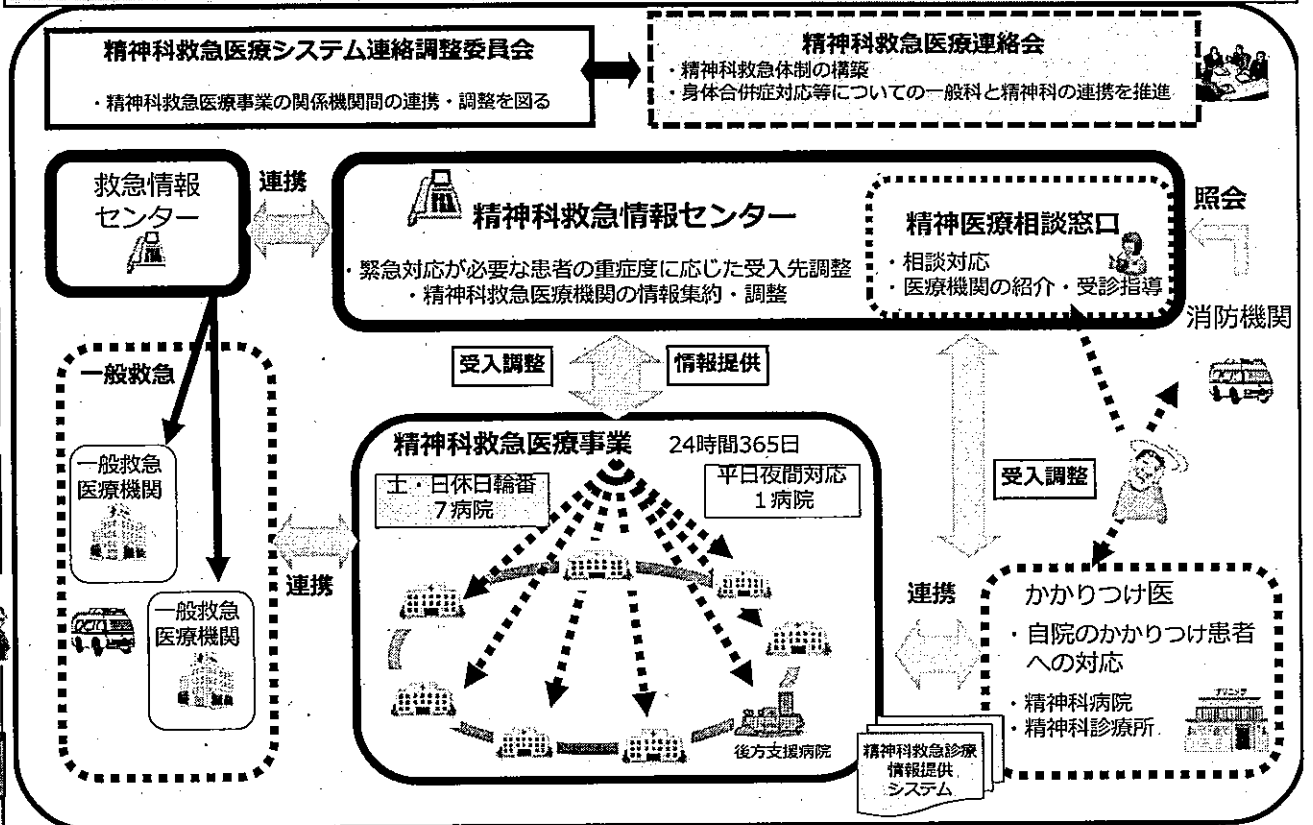 精神科救急医療システム連絡調整委員会
・精神科救急医療事業の関係機関間の連携・調整を図る
精神科救急医療連絡会
・精神科救急体制の構築
・身体合併症対応等についての一般科と精神科の連携を推進
救急情報
センター
連携
精神科救急情報センター
・緊急対応が必要な患者の重症度に応じた受入先調整
・精神科救急医療機関の情報集約・調整
精神医療相談窓口
・相談対応
・医療機関の紹介・受診指導
照会
消防機関
受入調整
情報提供
一般救急
一般救急
医療機関
一般救急
医療機関
連携
精神科救急医療事業 24時間365日
土・日休日輪番
7病院
平日夜間対応
1病院
後方支援病院
受入調整
連携
かかりつけ医
・自院のかかりつけ患者
への対応
・精神科病院
・精神科診療所
クリニック
精神科救急診療
情報提供
システム